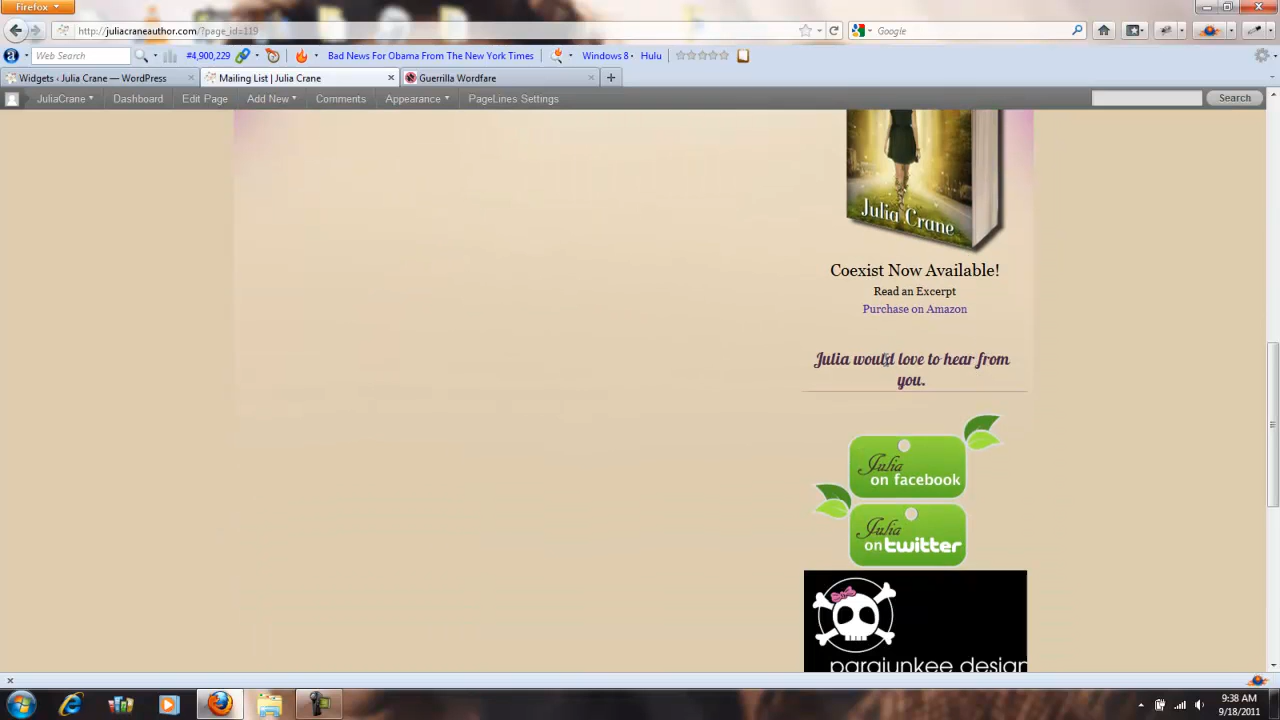 Firefox
http://juliacraneauthor.com/?page_id=119
Google
Web Search
#4,900,229
Bad News For Obama From The New York Times
Windows 8
Hulu
Widgets ‹ Julia Crane — WordPress
Mailing List | Julia Crane
Guerrilla Wordfare
JuliaCrane
Dashboard
Edit Page
Add New
Comments
Appearance
PageLines Settings
Search
Julia Crane
Coexist Now Available!
Read an Excerpt
Purchase on Amazon
Julia would love to hear from
you.
Julia
on facebook
Julia
on twitter
parajunkee design
9:38 AM
9/18/2011